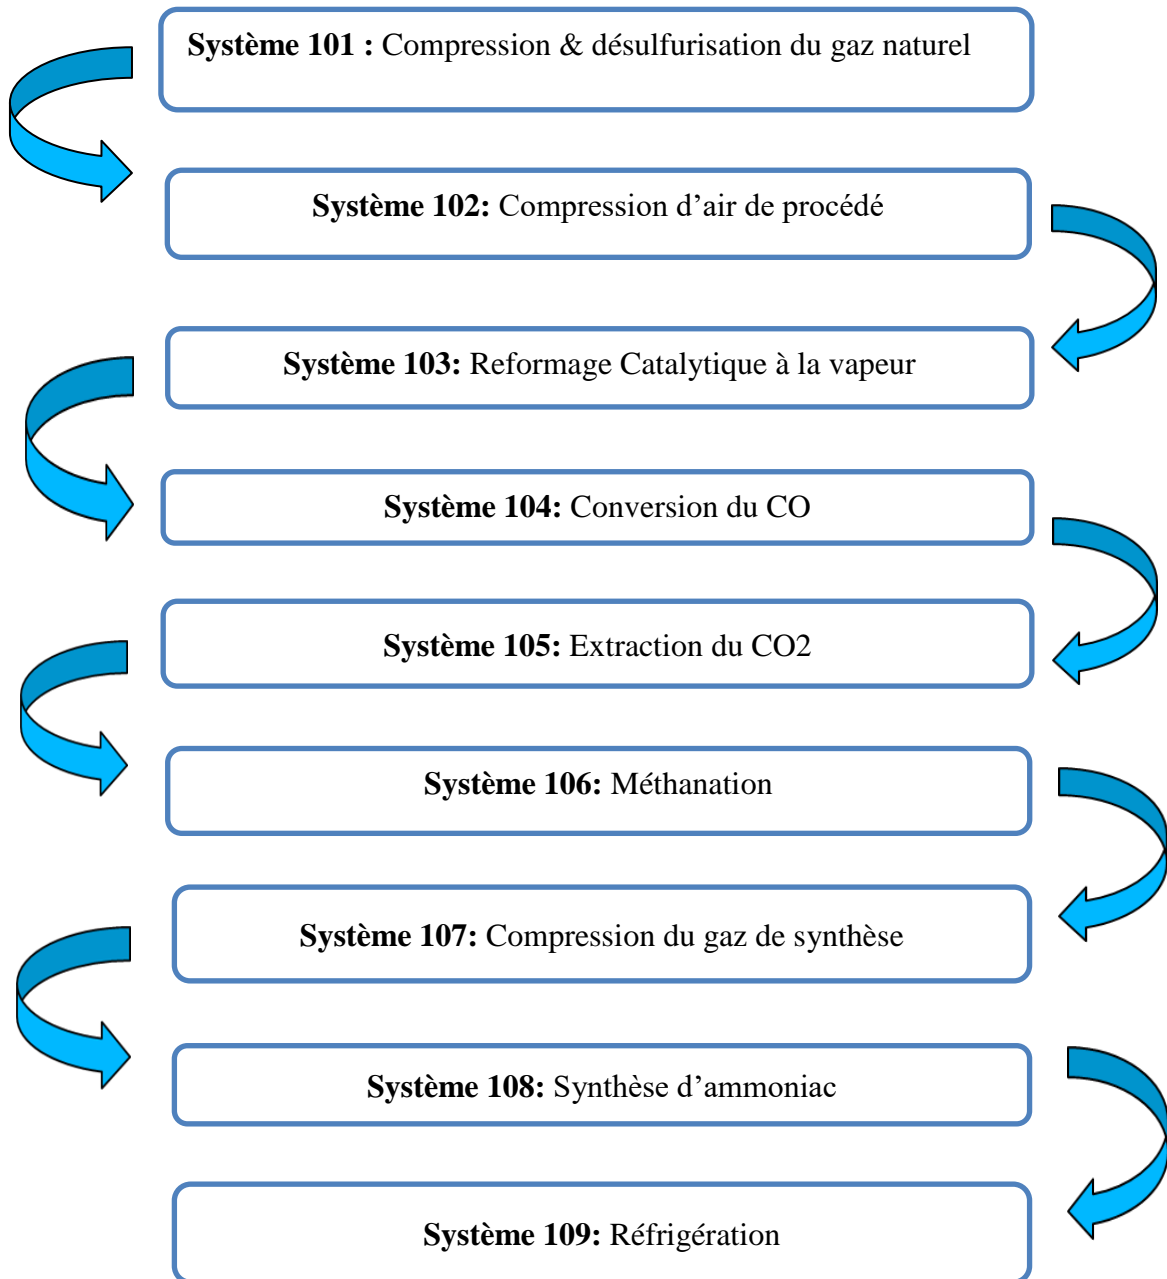 Système 101 : Compression & désulfurisation du gaz naturel
Système 102: Compression d’air de procédé
Système 103: Reformage Catalytique à la vapeur
Système 104: Conversion du CO
Système 105: Extraction du CO2
Système 106: Méthanation
Système 107: Compression du gaz de synthèse
Système 108: Synthèse d’ammoniac
Système 109: Réfrigération